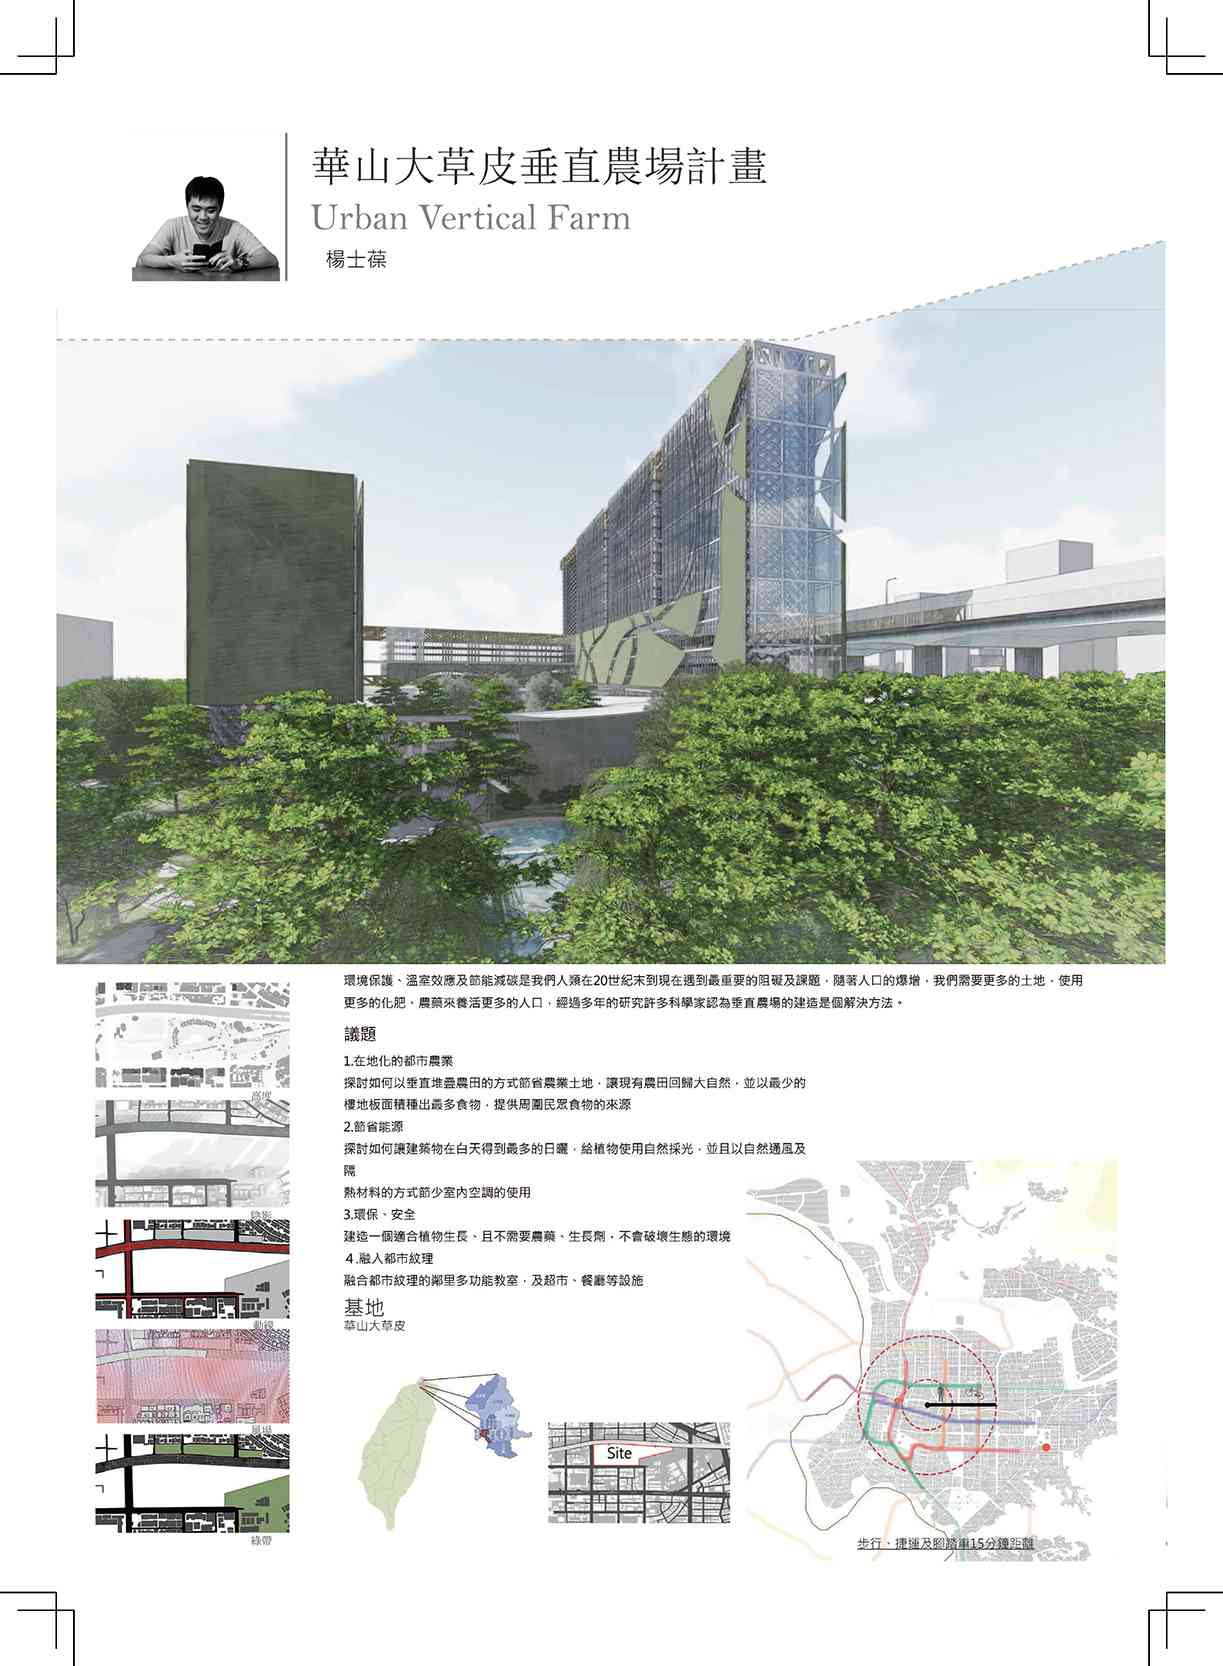 華山大草皮垂直農場計畫
Urban Vertical Farm
楊士葆
環境保護、溫室效應及節能減碳是我們人類在20世紀末到現在遇到最重要的阻礙及課題，隨著人口的爆增，我們需要更多的土地，使用
更多的化肥、農藥來養活更多的人口，經過多年的研究許多科學家認為垂直農場的建造是個解決方法。
議題
1.在地化的都市農業
探討如何以垂直堆疊農田的方式節省農業土地，讓現有農田回歸大自然，並以最少的
樓地板面積種出最多食物，提供周圍民眾食物的來源
2.節省能源
探討如何讓建築物在白天得到最多的日曬，給植物使用自然採光，並且以自然通風及
隔
熱材料的方式節少室內空調的使用
3.環保、安全
建造一個適合植物生長、且不需要農藥、生長劑，不會破壞生態的環境
４.融入都市紋理
融合都市紋理的鄰里多功能教室，及超市、餐廳等設施
基地
華山大草皮
高度
陰影
動線
風場
綠帶
Site
步行、捷運及腳踏車15分鐘距離